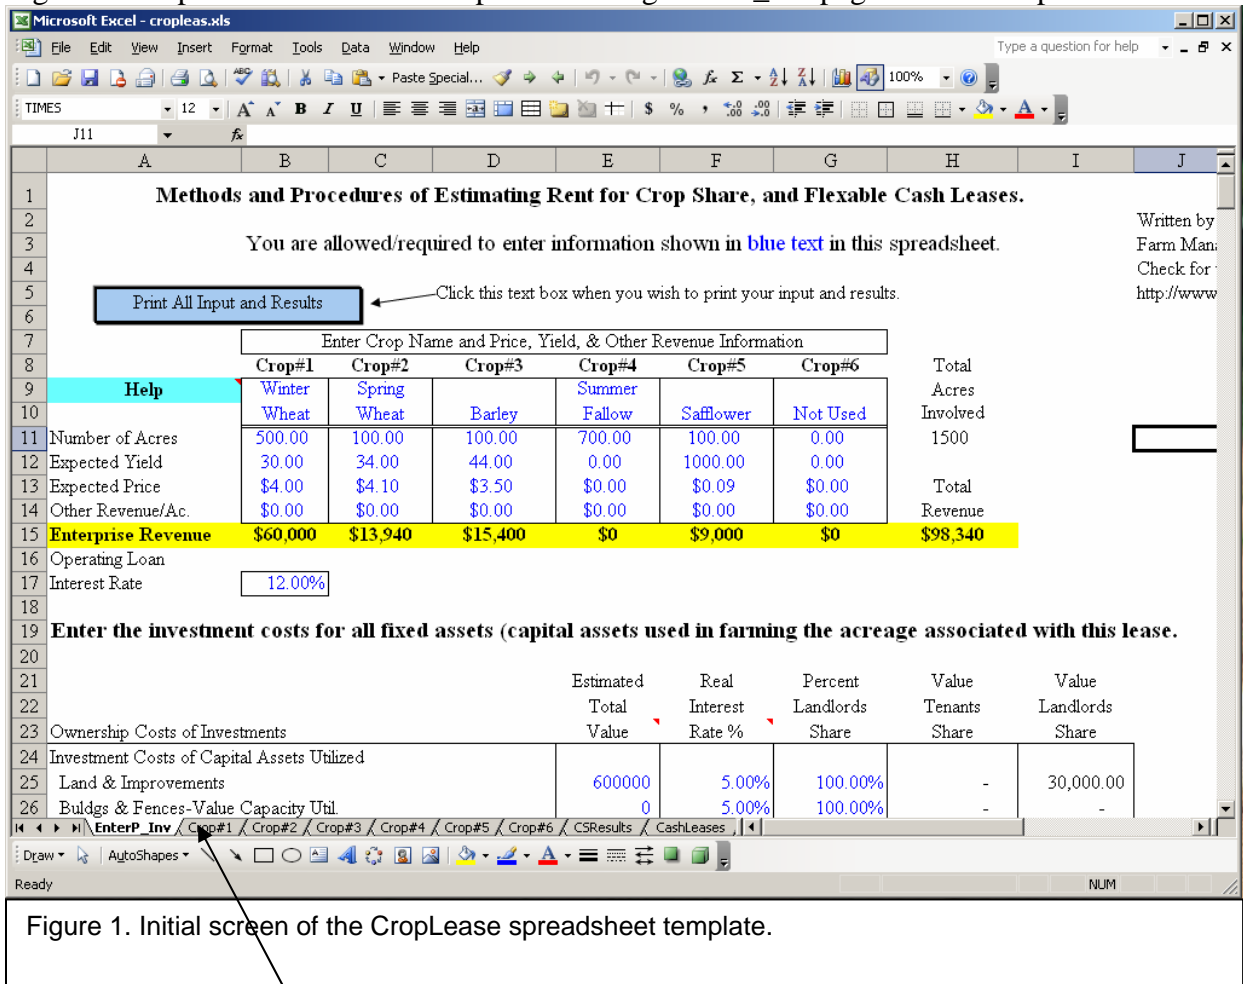 Microsoft Excel - cropleas.xls
File Edit View Insert Format Tools Data Window Help Type a question for help
Paste Special... 100%
TIMES 12 B I U $ % ,
J11 fx
A B C D E F G H I J
1 Methods and Procedures of Estimating Rent for Crop Share, and Flexable Cash Leases.
2 Written by
3 You are allowed/required to enter information shown in blue text in this spreadsheet. Farm Mana
4 Check for
5 Print All Input and Results Click this text box when you wish to print your input and results. http://www
6
7 Enter Crop Name and Price, Yield, & Other Revenue Information
8 Crop#1 Crop#2 Crop#3 Crop#4 Crop#5 Crop#6 Total
9 Help Winter Spring Summer Acres
10 Wheat Wheat Barley Fallow Safflower Not Used Involved
11 Number of Acres 500.00 100.00 100.00 700.00 100.00 0.00 1500
12 Expected Yield 30.00 34.00 44.00 0.00 1000.00 0.00
13 Expected Price $4.00 $4.10 $3.50 $0.00 $0.09 $0.00 Total
14 Other Revenue/Ac. $0.00 $0.00 $0.00 $0.00 $0.00 $0.00 Revenue
15 Enterprise Revenue $60,000 $13,940 $15,400 $0 $9,000 $0 $98,340
16 Operating Loan
17 Interest Rate 12.00%
18
19 Enter the investment costs for all fixed assets (capital assets used in farming the acreage associated with this lease.
20
21 Estimated Real Percent Value Value
22 Total Interest Landlords Tenants Landlords
23 Ownership Costs of Investments Value Rate % Share Share Share
24 Investment Costs of Capital Assets Utilized
25 Land & Improvements 600000 5.00% 100.00% - 30,000.00
26 Buldgs & Fences-Value Capacity Util. 0 5.00% 100.00% - -
EnterP_Inv Crop#1 Crop#2 Crop#3 Crop#4 Crop#5 Crop#6 CSResults CashLeases
Draw AutoShapes
Ready NUM
Figure 1. Initial screen of the CropLease spreadsheet template.